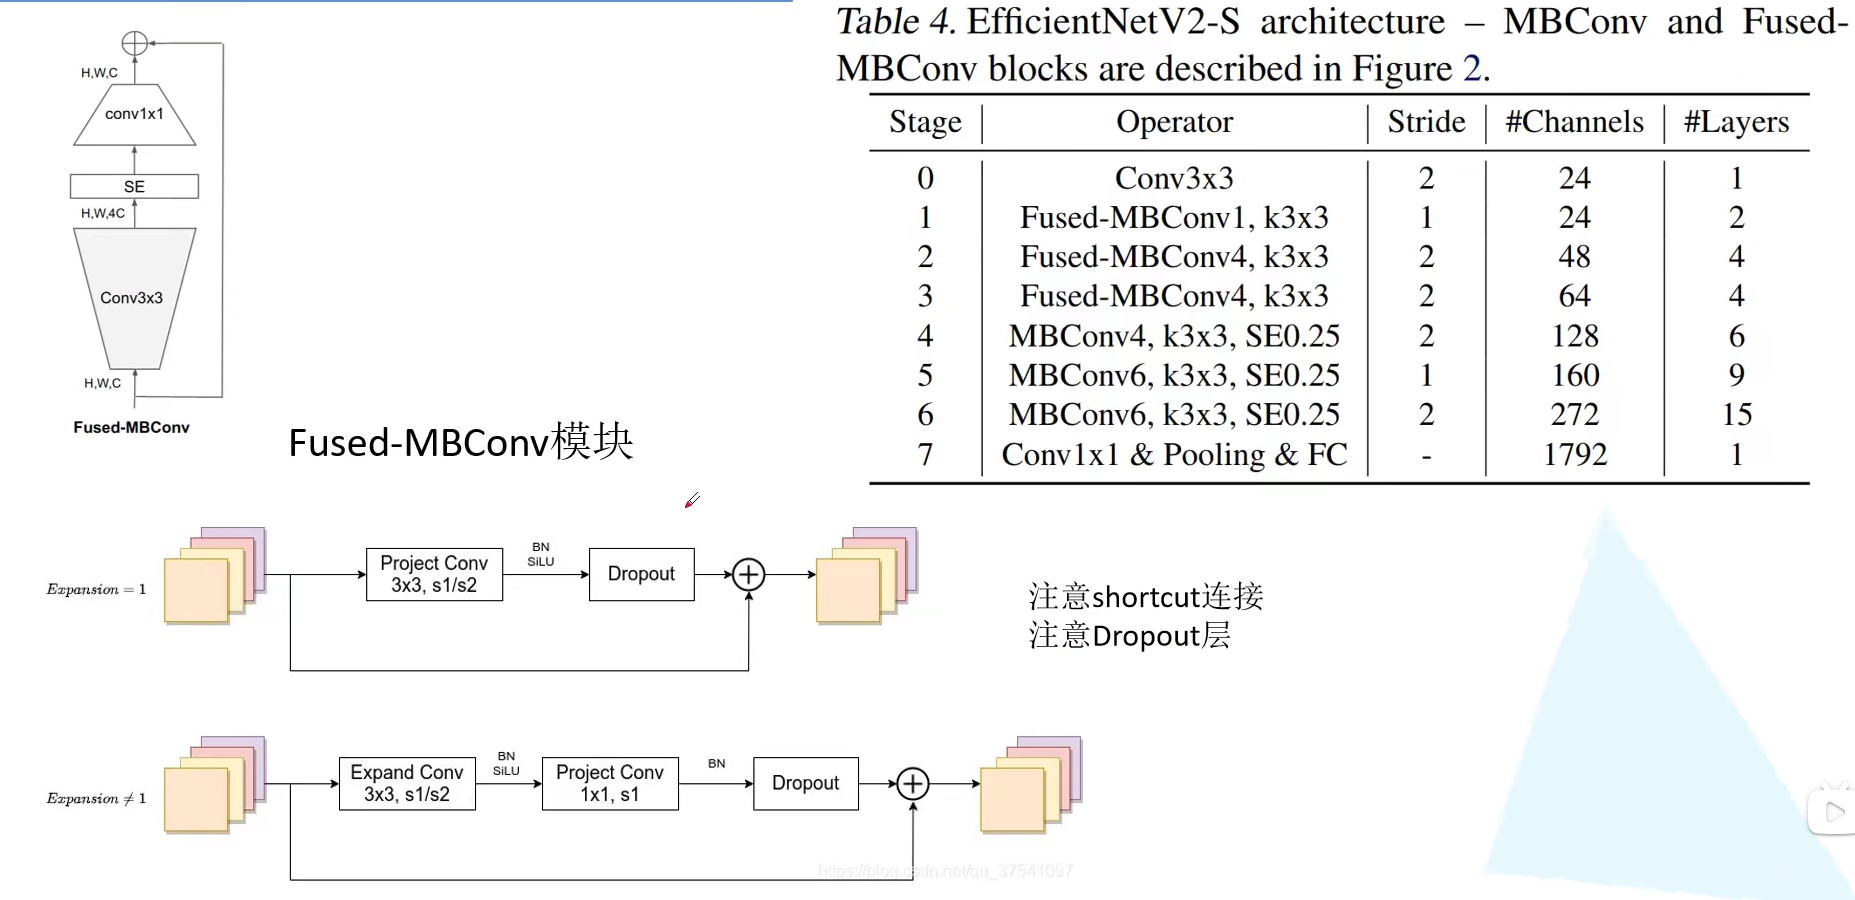 Table 4. EfficientNetV2-S architecture – MBConv and Fused-
MBConv blocks are described in Figure 2.
Stage Operator Stride #Channels #Layers
0 Conv3x3 2 24 1
1 Fused-MBConv1, k3x3 1 24 2
2 Fused-MBConv4, k3x3 2 48 4
3 Fused-MBConv4, k3x3 2 64 4
4 MBConv4, k3x3, SE0.25 2 128 6
5 MBConv6, k3x3, SE0.25 1 160 9
6 MBConv6, k3x3, SE0.25 2 272 15
7 Conv1x1 & Pooling & FC - 1792 1
H,W,C
conv1x1
SE
H,W,4C
Conv3x3
H,W,C
Fused-MBConv
Fused-MBConv模块
Expansion = 1
Project Conv
3x3, s1/s2
BN
SiLU
Dropout
注意shortcut连接
注意Dropout层
Expansion ≠ 1
Expand Conv
3x3, s1/s2
BN
SiLU
Project Conv
1x1, s1
BN
Dropout
https://blog.csdn.net/qq_37541097